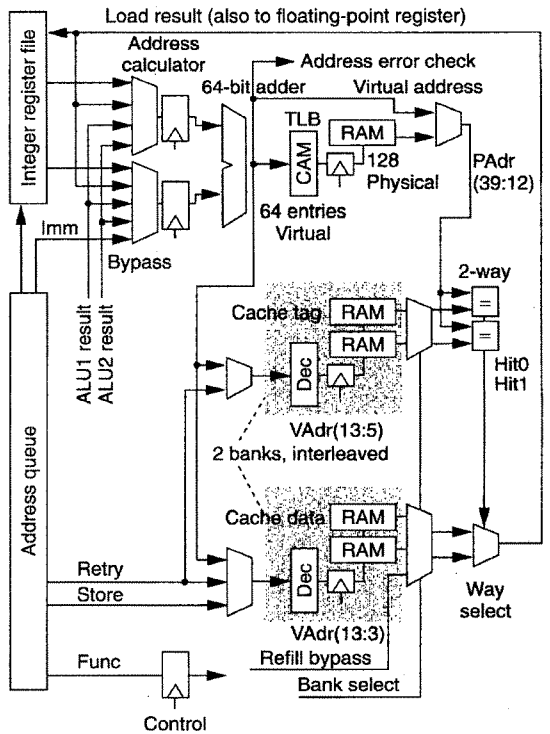 Load result (also to floating-point register)
Integer register file
Address
calculator
64-bit adder
Address error check
Virtual address
TLB
CAM
RAM
128
Physical
64 entries
Virtual
PAdr
(39:12)
Imm
Bypass
ALU1 result
ALU2 result
2-way
=
=
Hit0
Hit1
Cache tag
RAM
RAM
Dec
VAdr(13:5)
2 banks, interleaved
Address queue
Cache data
RAM
RAM
Dec
VAdr(13:3)
Retry
Store
Way
select
Refill bypass
Bank select
Func
Control